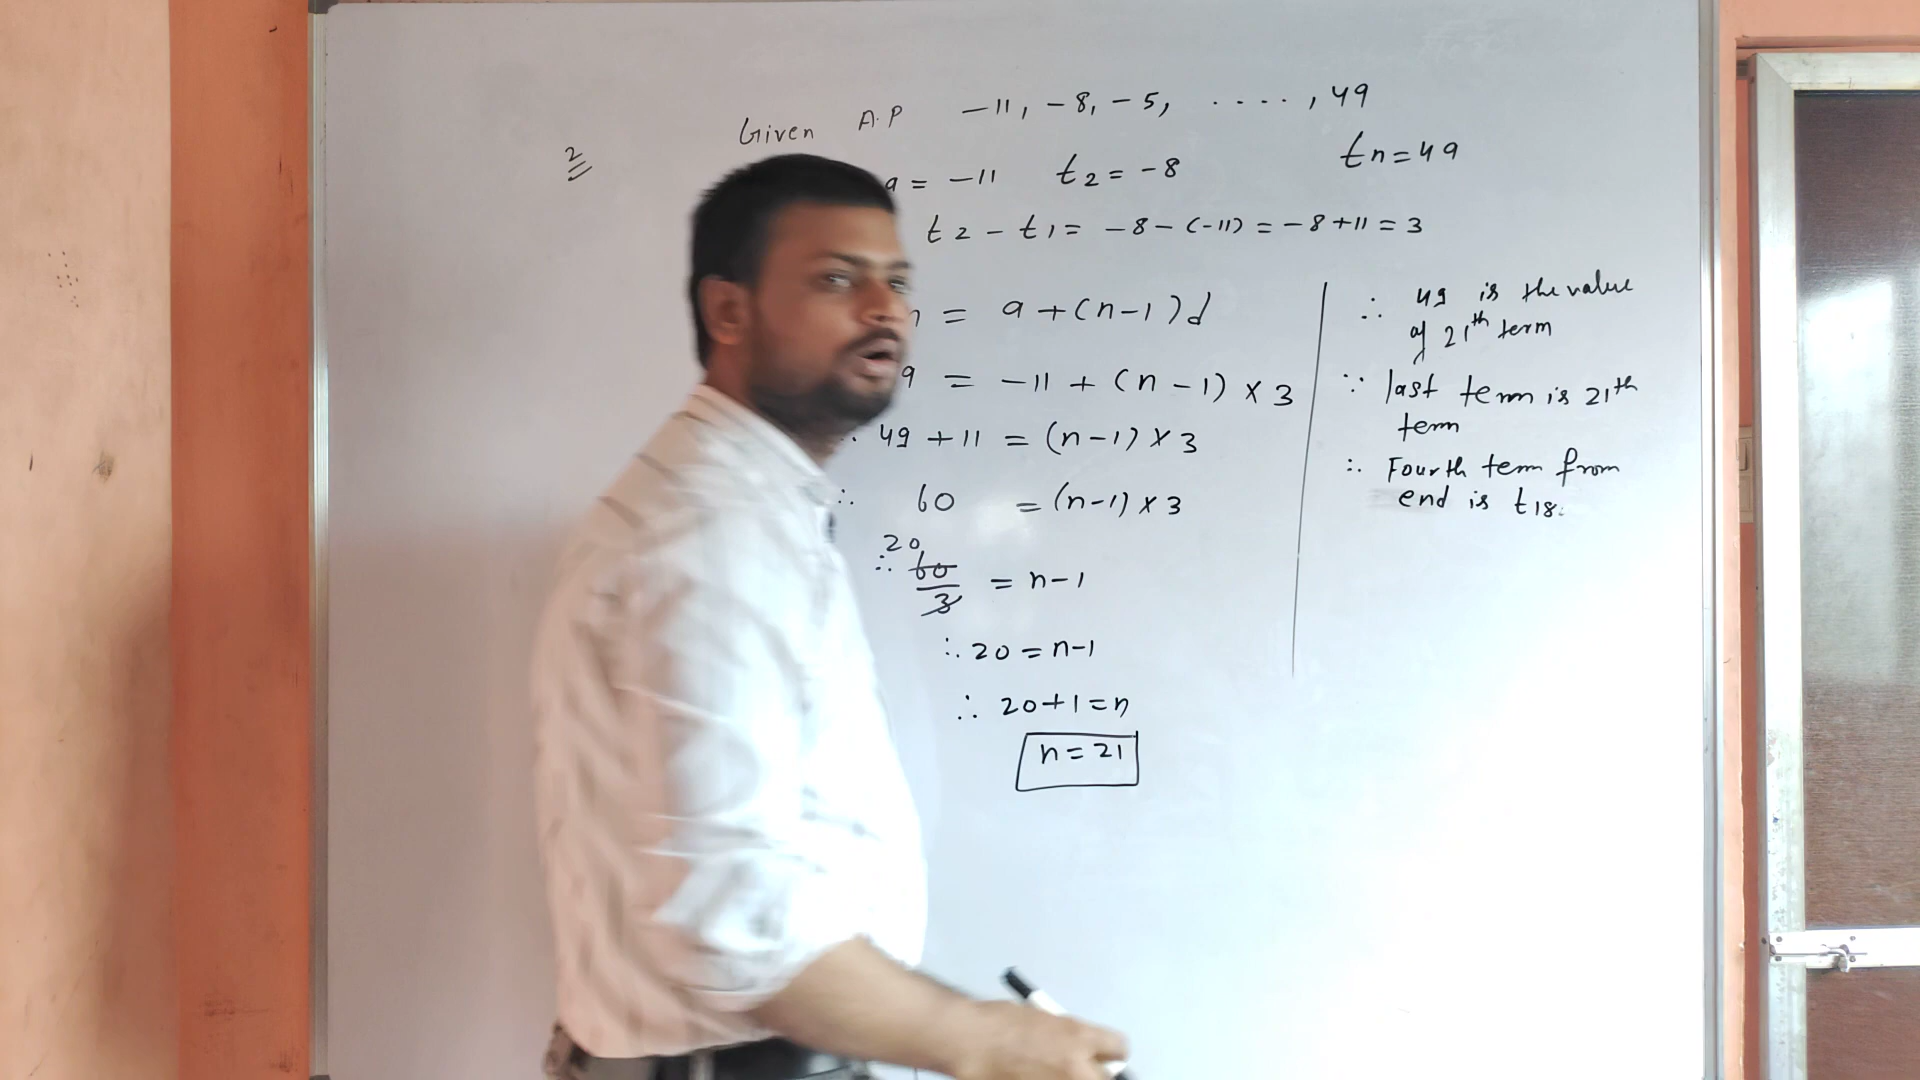 2
Given A.P -11, -8, -5, ....., 49
a = -11 t2 = -8 tn = 49
t2 - t1 = -8 - (-11) = -8 + 11 = 3
= a + (n-1)d
9 = -11 + (n-1) × 3
∴ 49 + 11 = (n-1) × 3
∴ 60 = (n-1) × 3
20
∴ 60/3 = n-1
∴ 20 = n-1
∴ 20+1 = n
n = 21
∴ 49 is the value
of 21th term
∵ last term is 21th
term
∴ Fourth term from
end is t18.